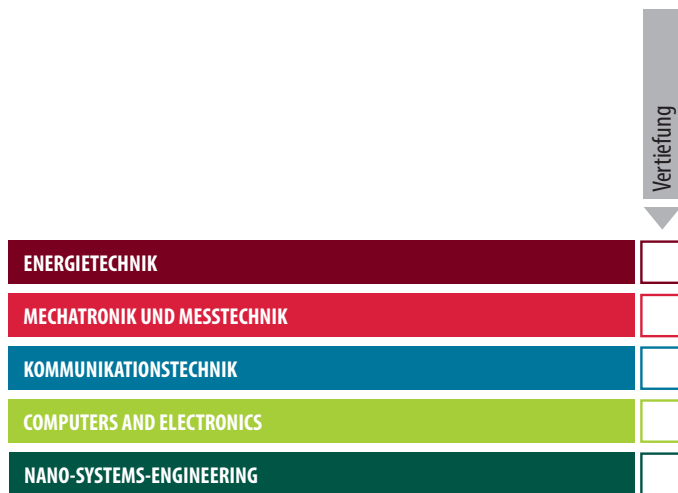 Vertiefung
ENERGIETECHNIK
MECHATRONIK UND MESSTECHNIK
KOMMUNIKATIONSTECHNIK
COMPUTERS AND ELECTRONICS
NANO-SYSTEMS-ENGINEERING